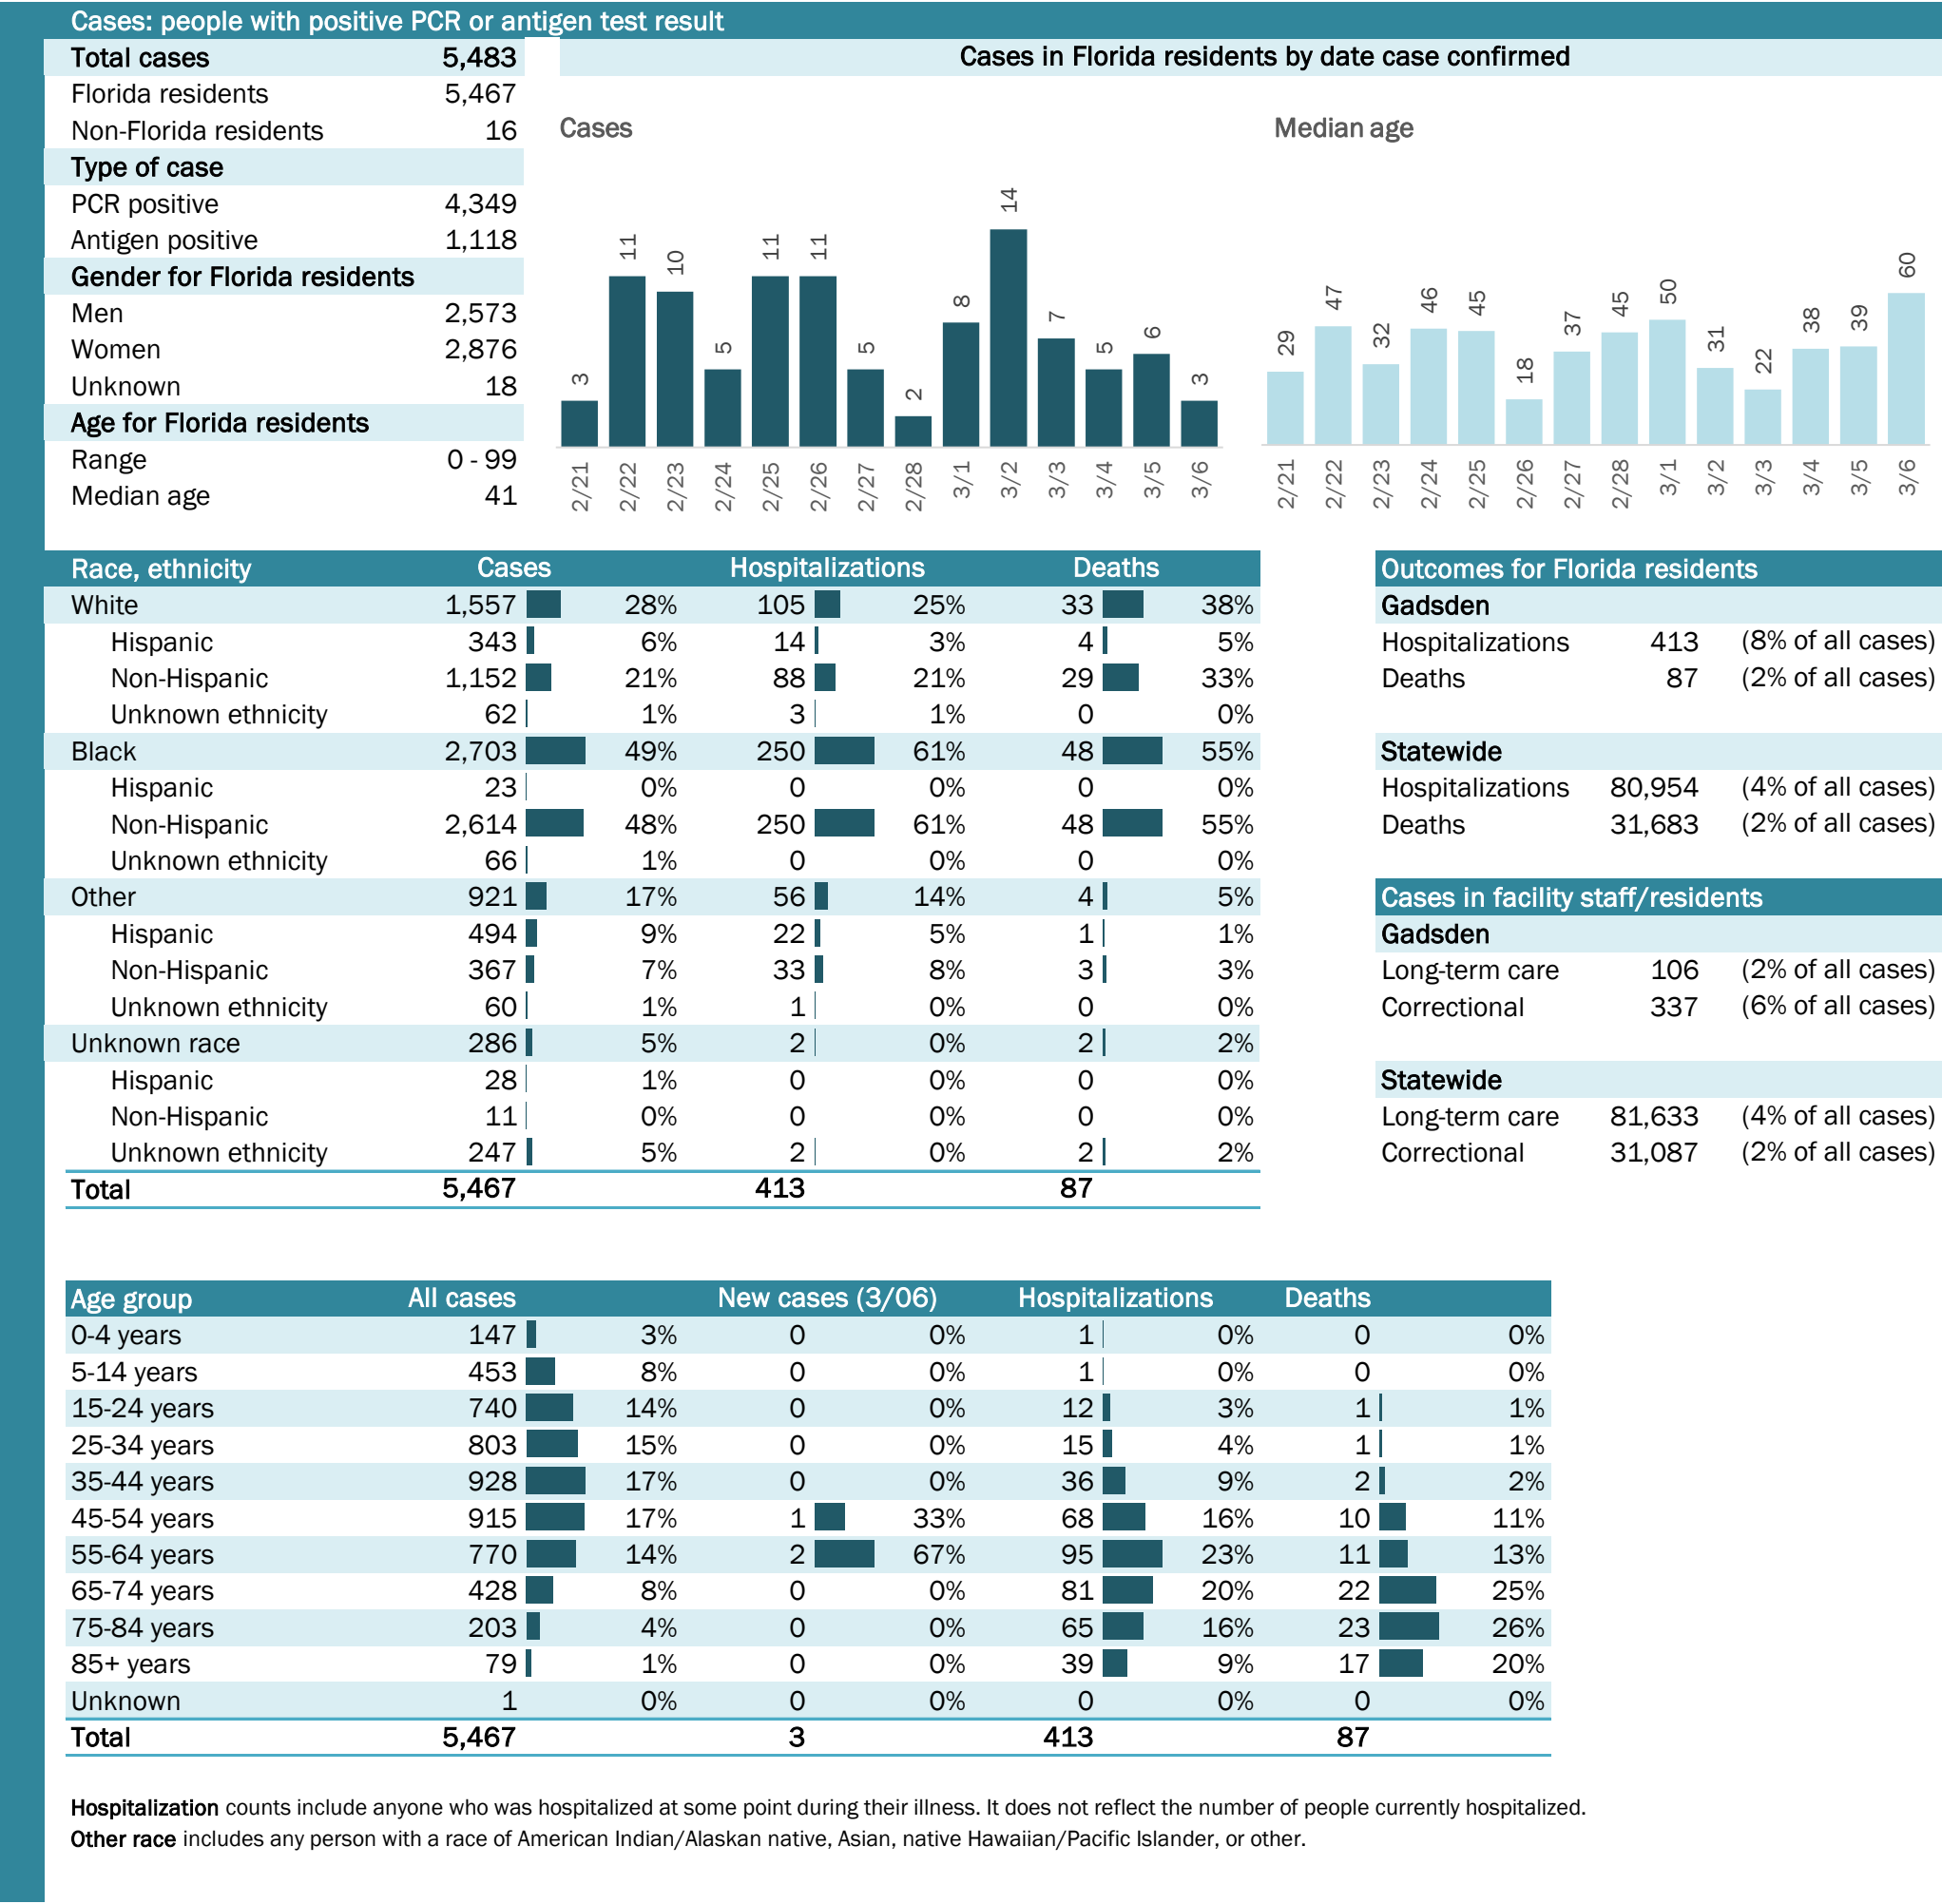 Cases: people with positive PCR or antigen test result
Total cases 5,483
Florida residents 5,467
Non-Florida residents 16
Type of case
PCR positive 4,349
Antigen positive 1,118
Gender for Florida residents
Men 2,573
Women 2,876
Unknown 18
Age for Florida residents
Range 0 - 99
Median age 41
Cases in Florida residents by date case confirmed
Cases
3 11 10 5 11 11 5 2 8 14 7 5 6 3
2/21 2/22 2/23 2/24 2/25 2/26 2/27 2/28 3/1 3/2 3/3 3/4 3/5 3/6
Median age
29 47 32 46 45 18 37 45 50 31 22 38 39 60
2/21 2/22 2/23 2/24 2/25 2/26 2/27 2/28 3/1 3/2 3/3 3/4 3/5 3/6
Race, ethnicity Cases Hospitalizations Deaths
White 1,557 28% 105 25% 33 38%
Hispanic 343 6% 14 3% 4 5%
Non-Hispanic 1,152 21% 88 21% 29 33%
Unknown ethnicity 62 1% 3 1% 0 0%
Black 2,703 49% 250 61% 48 55%
Hispanic 23 0% 0 0% 0 0%
Non-Hispanic 2,614 48% 250 61% 48 55%
Unknown ethnicity 66 1% 0 0% 0 0%
Other 921 17% 56 14% 4 5%
Hispanic 494 9% 22 5% 1 1%
Non-Hispanic 367 7% 33 8% 3 3%
Unknown ethnicity 60 1% 1 0% 0 0%
Unknown race 286 5% 2 0% 2 2%
Hispanic 28 1% 0 0% 0 0%
Non-Hispanic 11 0% 0 0% 0 0%
Unknown ethnicity 247 5% 2 0% 2 2%
Total 5,467 413 87
Outcomes for Florida residents
Gadsden
Hospitalizations 413 (8% of all cases)
Deaths 87 (2% of all cases)
Statewide
Hospitalizations 80,954 (4% of all cases)
Deaths 31,683 (2% of all cases)
Cases in facility staff/residents
Gadsden
Long-term care 106 (2% of all cases)
Correctional 337 (6% of all cases)
Statewide
Long-term care 81,633 (4% of all cases)
Correctional 31,087 (2% of all cases)
Age group All cases New cases (3/06) Hospitalizations Deaths
0-4 years 147 3% 0 0% 1 0% 0 0%
5-14 years 453 8% 0 0% 1 0% 0 0%
15-24 years 740 14% 0 0% 12 3% 1 1%
25-34 years 803 15% 0 0% 15 4% 1 1%
35-44 years 928 17% 0 0% 36 9% 2 2%
45-54 years 915 17% 1 33% 68 16% 10 11%
55-64 years 770 14% 2 67% 95 23% 11 13%
65-74 years 428 8% 0 0% 81 20% 22 25%
75-84 years 203 4% 0 0% 65 16% 23 26%
85+ years 79 1% 0 0% 39 9% 17 20%
Unknown 1 0% 0 0% 0 0% 0 0%
Total 5,467 3 413 87
Hospitalization counts include anyone who was hospitalized at some point during their illness. It does not reflect the number of people currently hospitalized.
Other race includes any person with a race of American Indian/Alaskan native, Asian, native Hawaiian/Pacific Islander, or other.